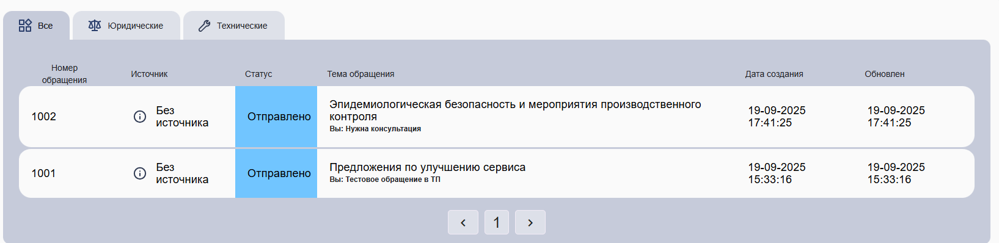 Все
Юридические
Технические
Номер
обращения
Источник
Статус
Тема обращения
Дата создания
Обновлен
1002
Без
источника
Отправлено
Эпидемиологическая безопасность и мероприятия производственного
контроля
Вы: Нужна консультация
19-09-2025
17:41:25
19-09-2025
17:41:25
1001
Без
источника
Отправлено
Предложения по улучшению сервиса
Вы: Тестовое обращение в ТП
19-09-2025
15:33:16
19-09-2025
15:33:16
1